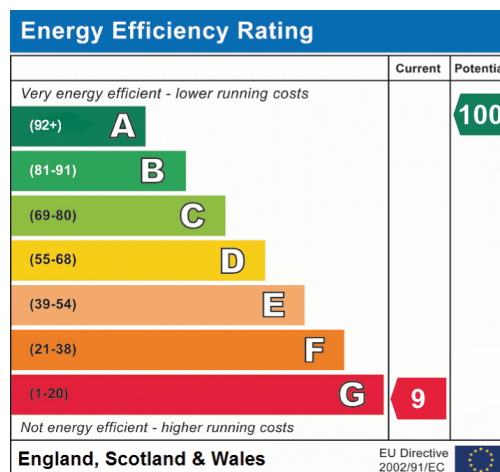 Energy Efficiency Rating
Current Potentia
Very energy efficient - lower running costs
(92+) A 100
(81-91) B
(69-80) C
(55-68) D
(39-54) E
(21-38) F
(1-20) G 9
Not energy efficient - higher running costs
England, Scotland & Wales
EU Directive
2002/91/EC